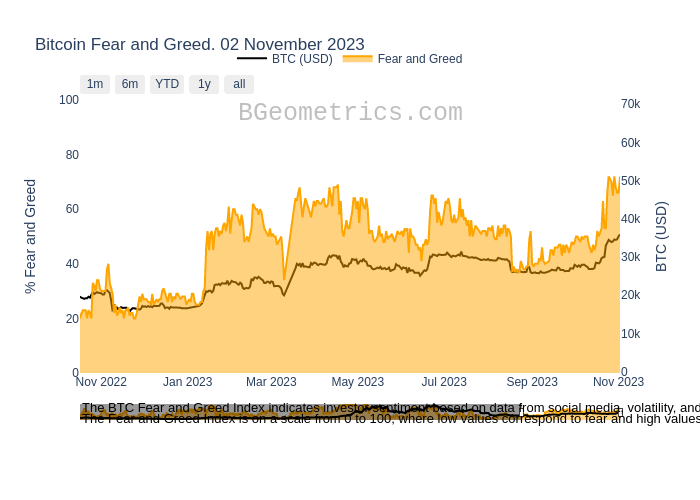 Bitcoin Fear and Greed. 02 November 2023
BTC (USD) Fear and Greed
1m 6m YTD 1y all
BGeometrics.com
100
80
60
40
20
0
% Fear and Greed
70k
60k
50k
40k
30k
20k
10k
0
BTC (USD)
Nov 2022 Jan 2023 Mar 2023 May 2023 Jul 2023 Sep 2023 Nov 2023
The BTC Fear and Greed Index indicates investor sentiment based on data from social media, volatility, and
The Fear and Greed Index is on a scale from 0 to 100, where low values correspond to fear and high values